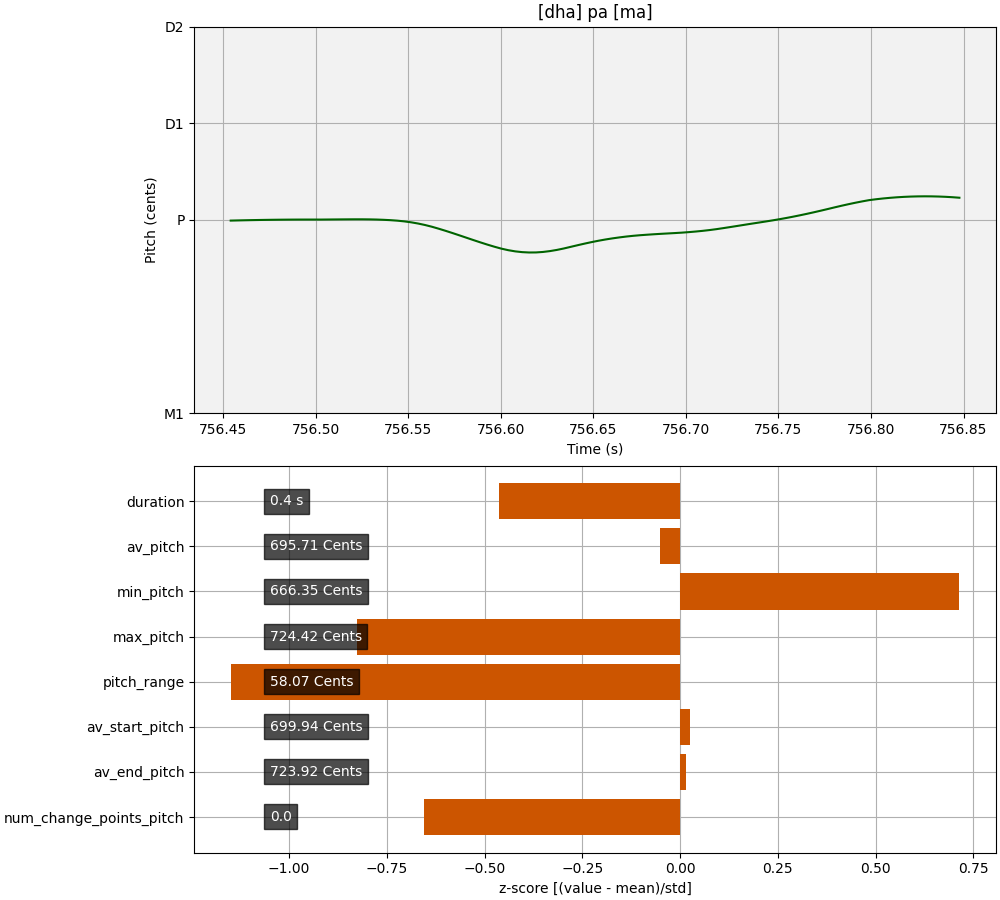 [dha] pa [ma]
D2
D1
P
M1
Pitch (cents)
756.45 756.50 756.55 756.60 756.65 756.70 756.75 756.80 756.85
Time (s)
duration 0.4 s
av_pitch 695.71 Cents
min_pitch 666.35 Cents
max_pitch 724.42 Cents
pitch_range 58.07 Cents
av_start_pitch 699.94 Cents
av_end_pitch 723.92 Cents
num_change_points_pitch 0.0
−1.00 −0.75 −0.50 −0.25 0.00 0.25 0.50 0.75
z-score [(value - mean)/std]